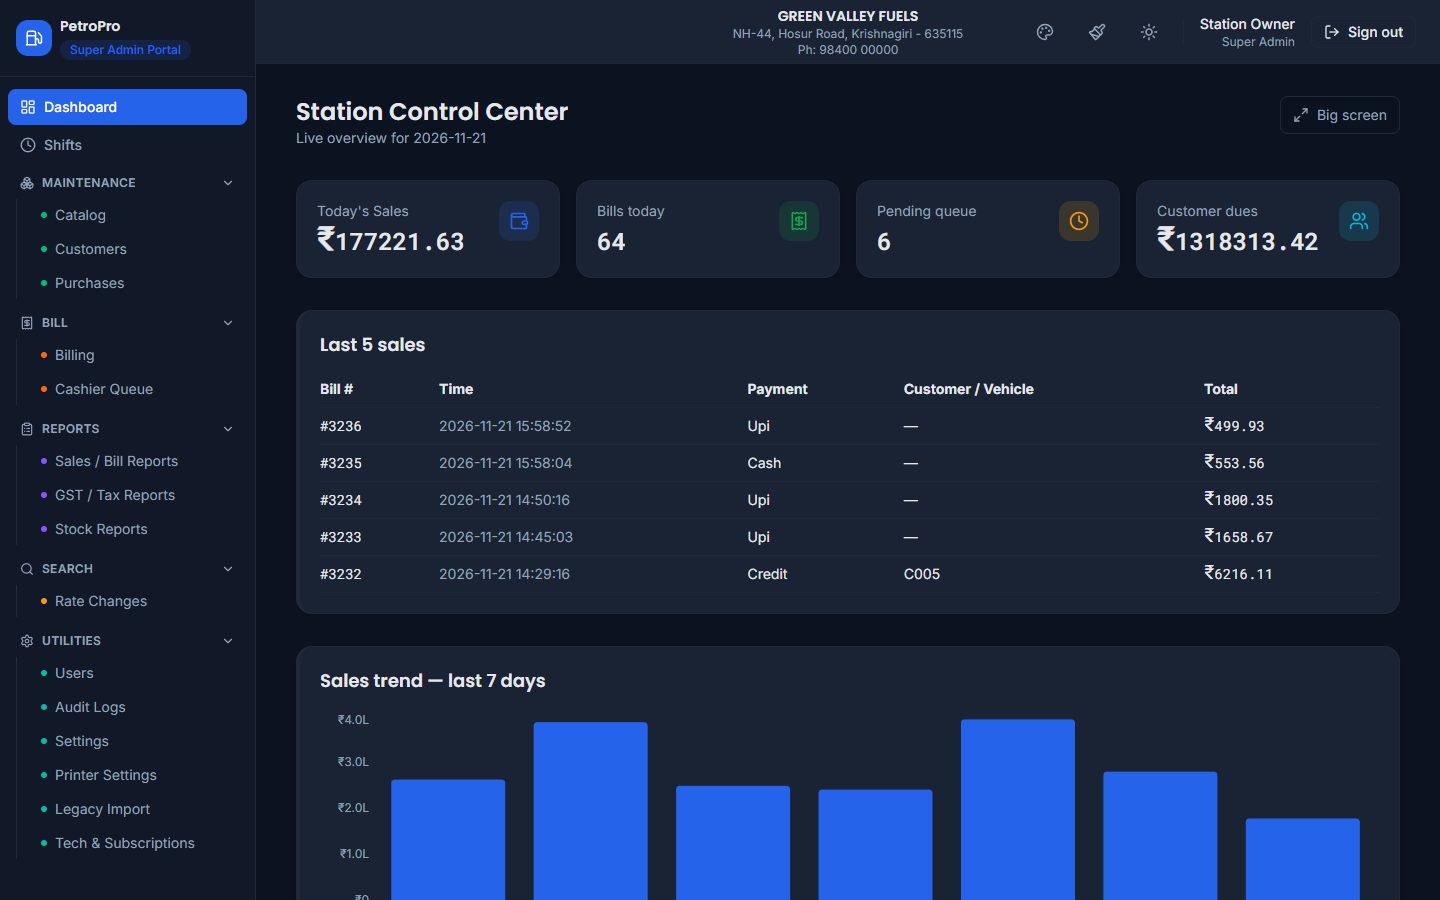 PetroPro
Super Admin Portal
GREEN VALLEY FUELS
NH-44, Hosur Road, Krishnagiri - 635115
Ph: 98400 00000
Station Owner
Super Admin
Sign out
Dashboard
Shifts
MAINTENANCE
Catalog
Customers
Purchases
BILL
Billing
Cashier Queue
REPORTS
Sales / Bill Reports
GST / Tax Reports
Stock Reports
SEARCH
Rate Changes
UTILITIES
Users
Audit Logs
Settings
Printer Settings
Legacy Import
Tech & Subscriptions
Station Control Center
Live overview for 2026-11-21
Big screen
Today's Sales
₹177221.63
Bills today
64
Pending queue
6
Customer dues
₹1318313.42
Last 5 sales
Bill # Time Payment Customer / Vehicle Total
#3236 2026-11-21 15:58:52 Upi — ₹499.93
#3235 2026-11-21 15:58:04 Cash — ₹553.56
#3234 2026-11-21 14:50:16 Upi — ₹1800.35
#3233 2026-11-21 14:45:03 Upi — ₹1658.67
#3232 2026-11-21 14:29:16 Credit C005 ₹6216.11
Sales trend — last 7 days
₹4.0L
₹3.0L
₹2.0L
₹1.0L
₹0